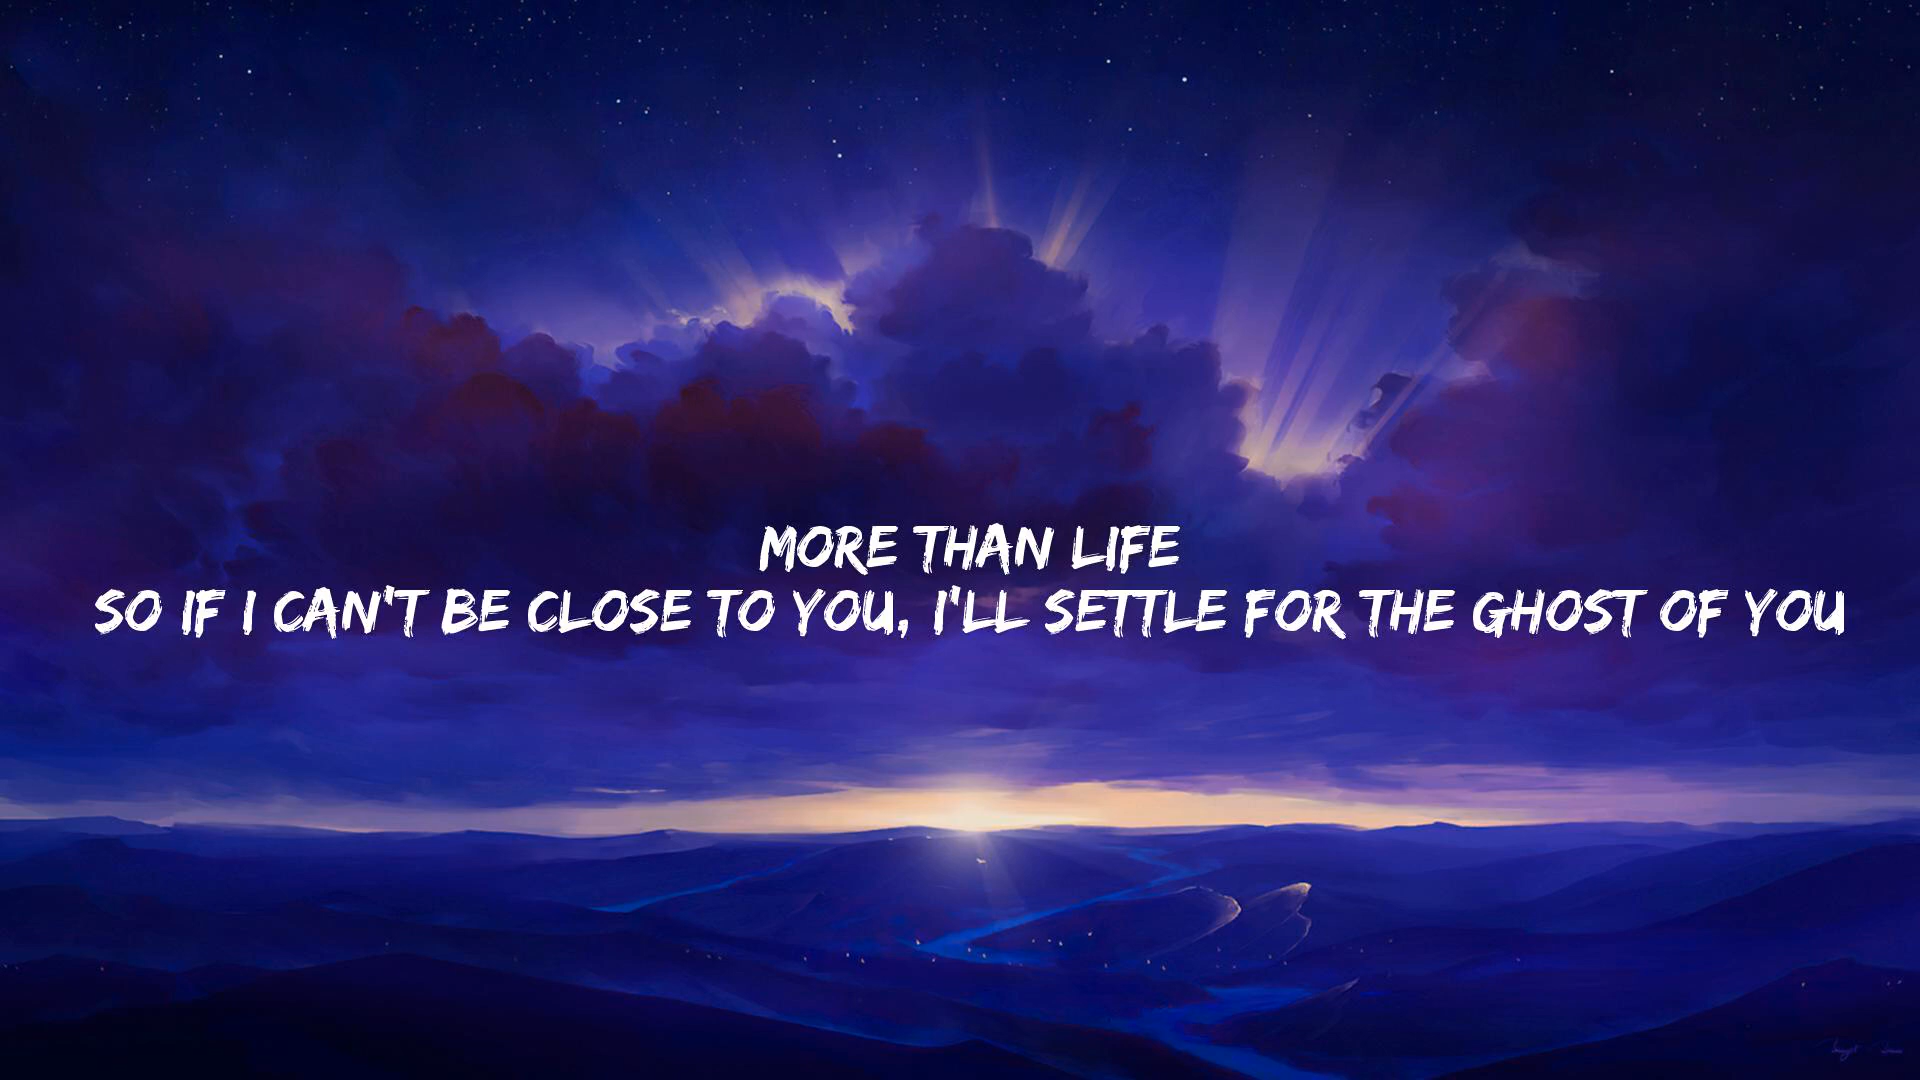 MORE THAN LIFE
SO IF I CAN'T BE CLOSE TO YOU, I'LL SETTLE FOR THE GHOST OF YOU